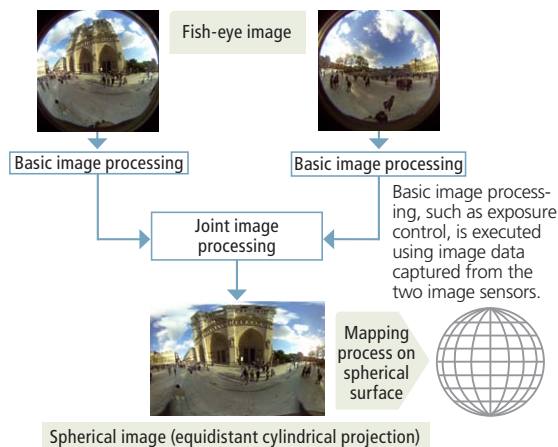 Fish-eye image
Basic image processing
Basic image processing
Basic image process-
ing, such as exposure
control, is executed
using image data
captured from the
two image sensors.
Joint image
processing
Mapping
process on
spherical
surface
Spherical image (equidistant cylindrical projection)